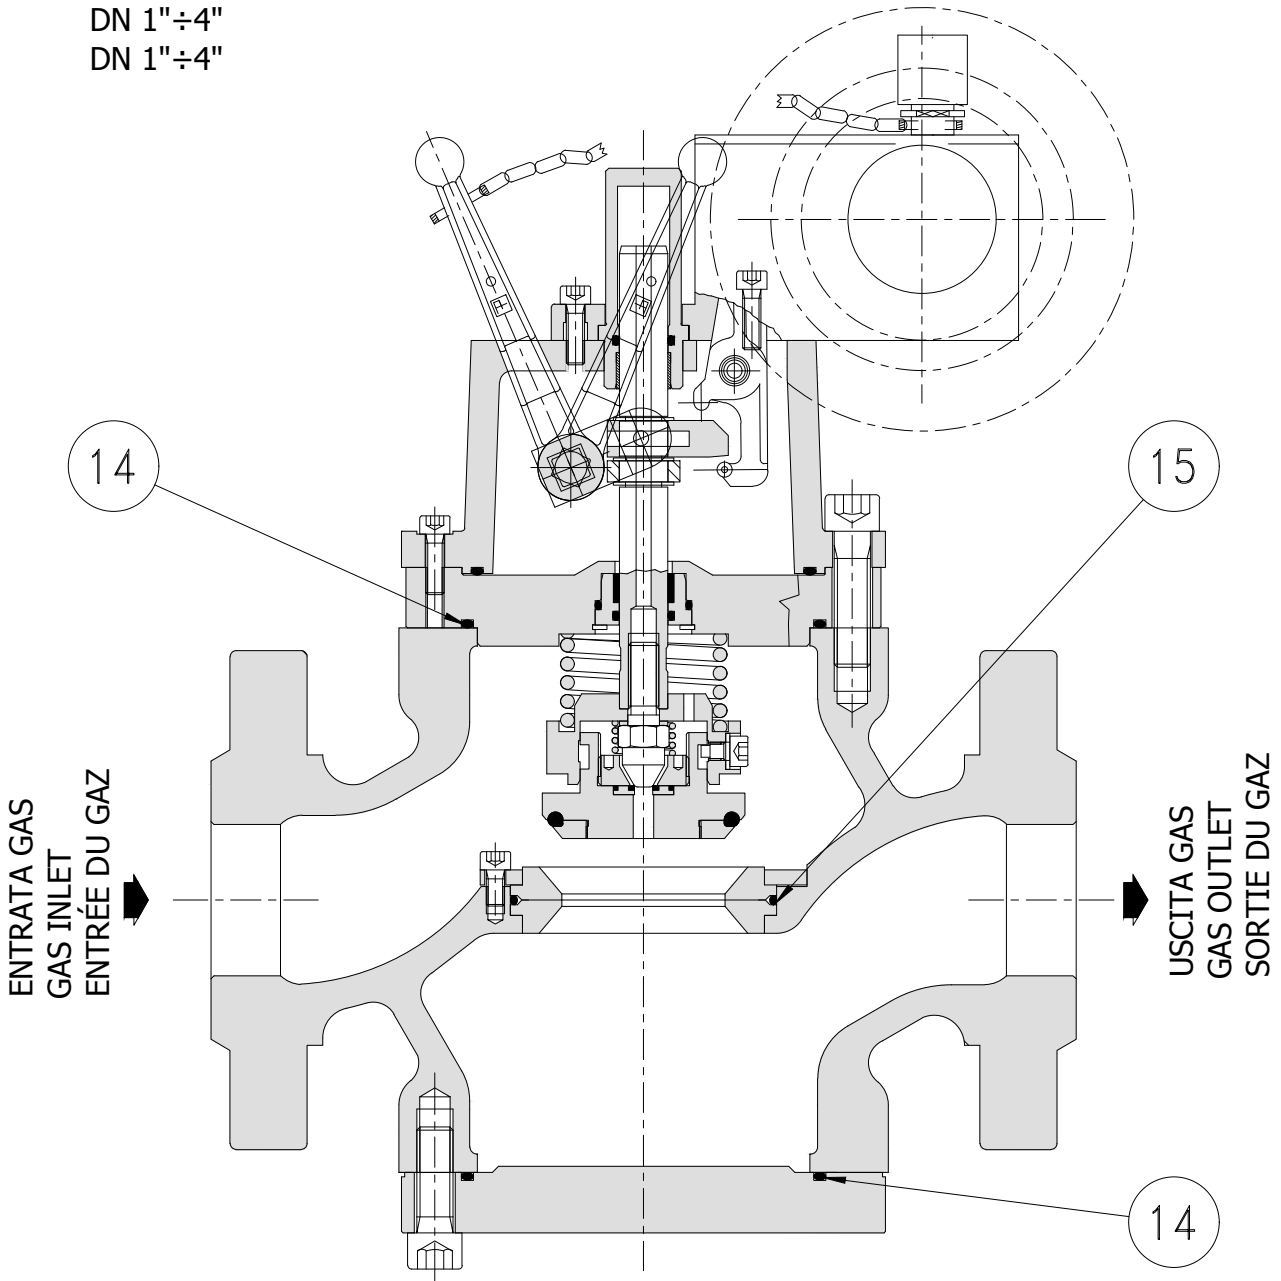 DN 1"÷4"
DN 1"÷4"
14
15
ENTRATA GAS
GAS INLET
ENTRÉE DU GAZ
USCITA GAS
GAS OUTLET
SORTIE DU GAZ
14